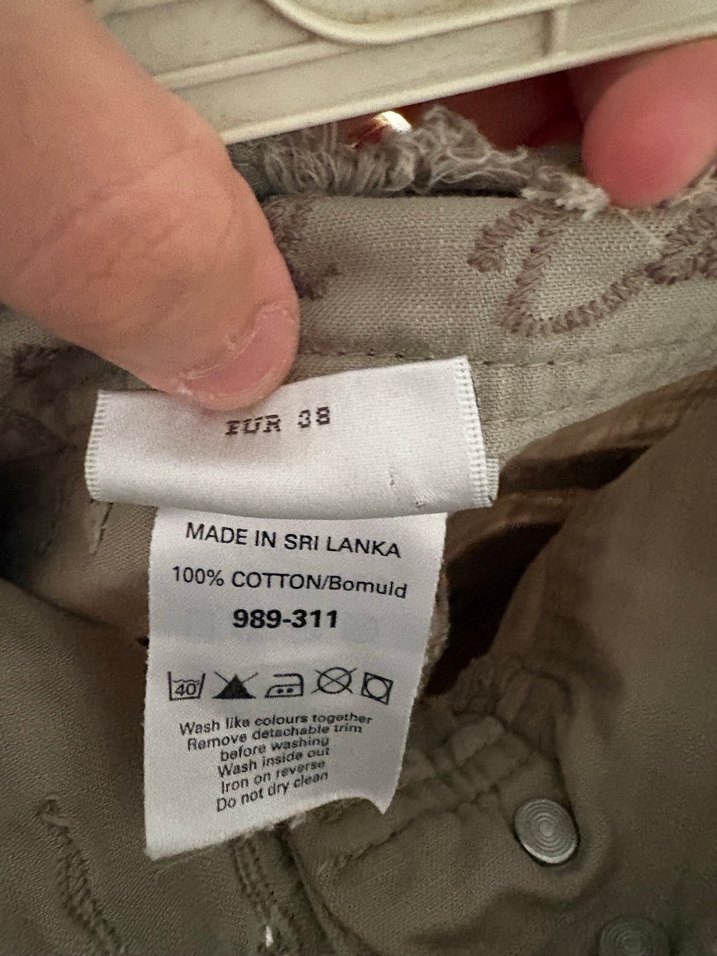 EUR 38
MADE IN SRI LANKA
100% COTTON/Bomuld
989-311
40
Wash like colours together
Remove detachable trim
before washing
Wash inside out
Iron on reverse
Do not dry clean